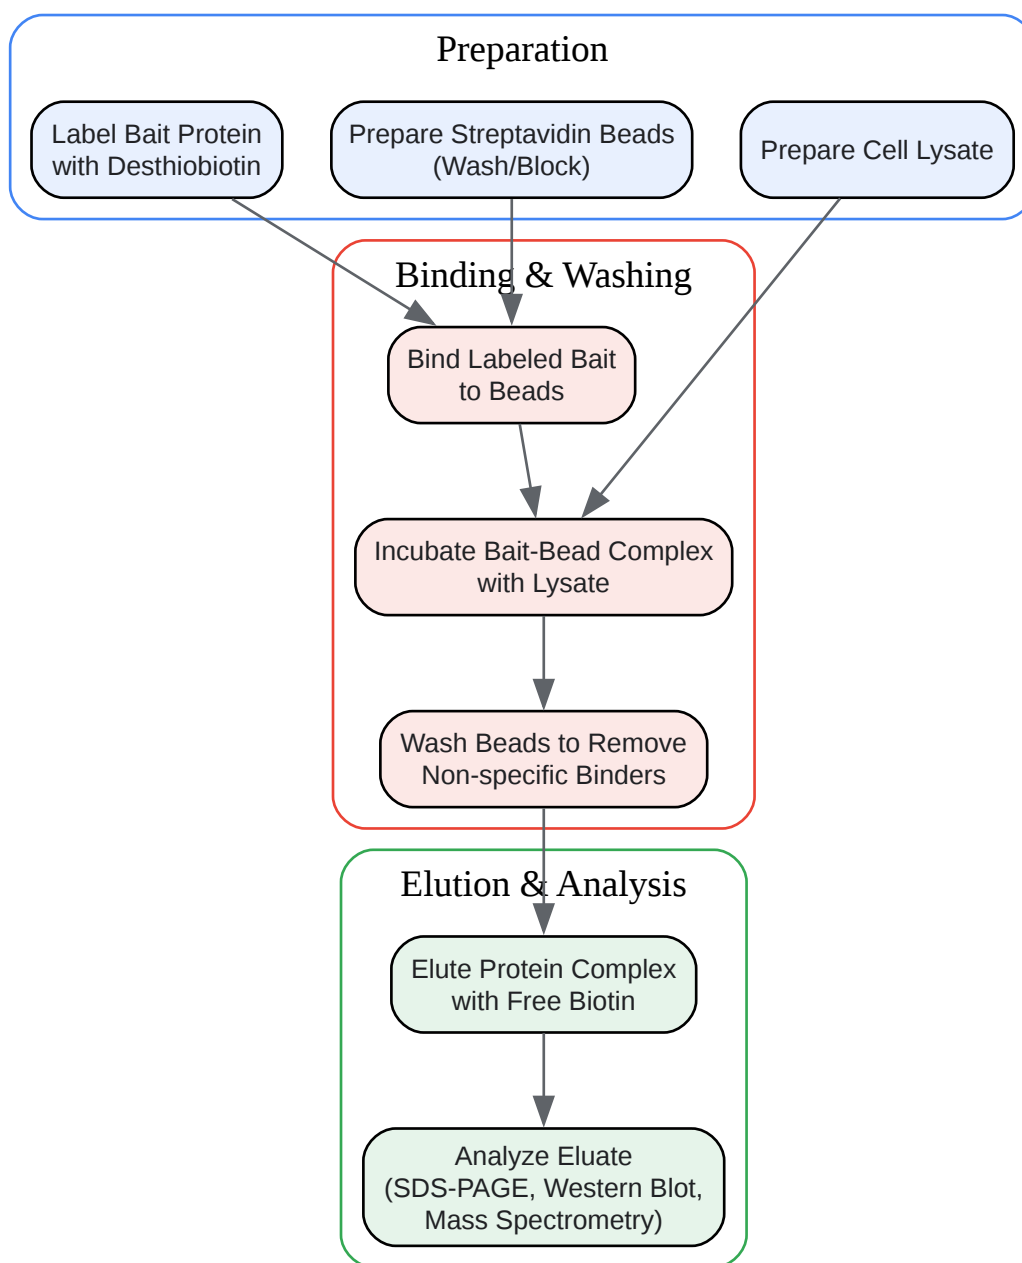 Preparation
Label Bait Protein
with Desthiobiotin
Prepare Streptavidin Beads
(Wash/Block)
Prepare Cell Lysate
Binding & Washing
Bind Labeled Bait
to Beads
Incubate Bait-Bead Complex
with Lysate
Wash Beads to Remove
Non-specific Binders
Elution & Analysis
Elute Protein Complex
with Free Biotin
Analyze Eluate
(SDS-PAGE, Western Blot,
Mass Spectrometry)